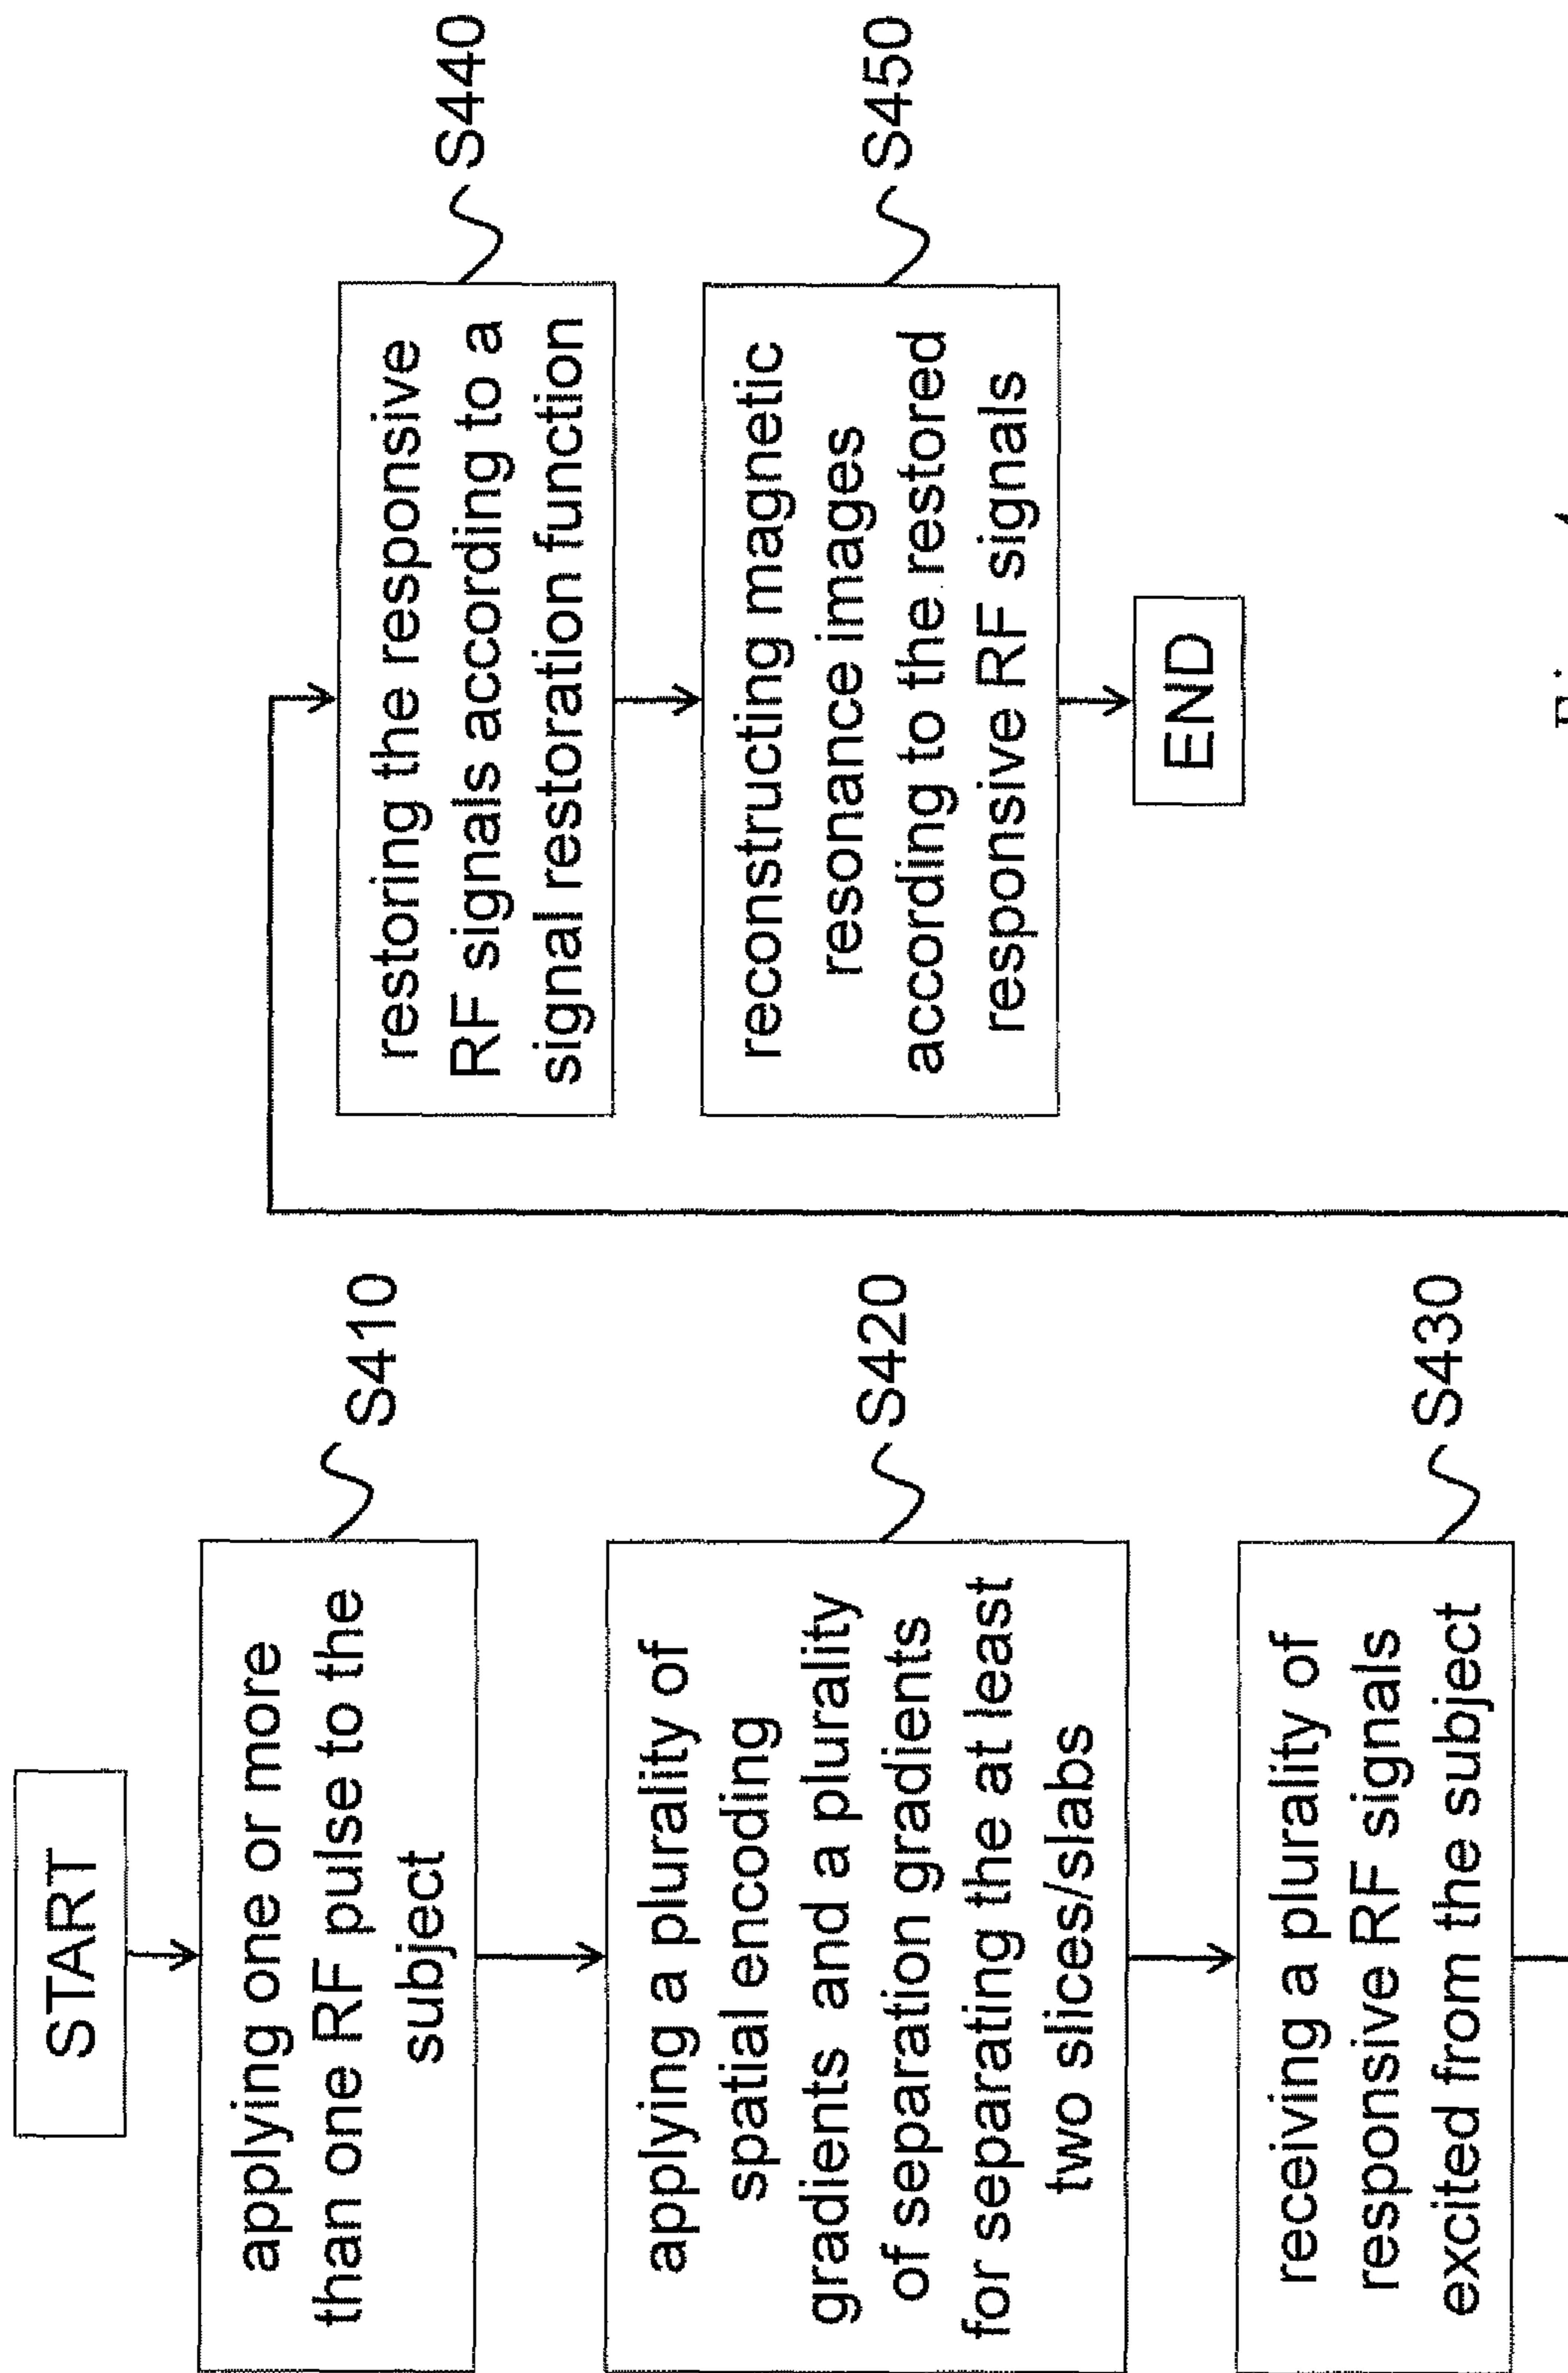 START
applying one or more
than one RF pulse to the
subject
S410
applying a plurality of
spatial encoding
gradients and a plurality
of separation gradients
for separating the at least
two slices/slabs
S420
receiving a plurality of
responsive RF signals
excited from the subject
S430
restoring the responsive
RF signals according to a
signal restoration function
S440
reconstructing magnetic
resonance images
according to the restored
responsive RF signals
S450
END